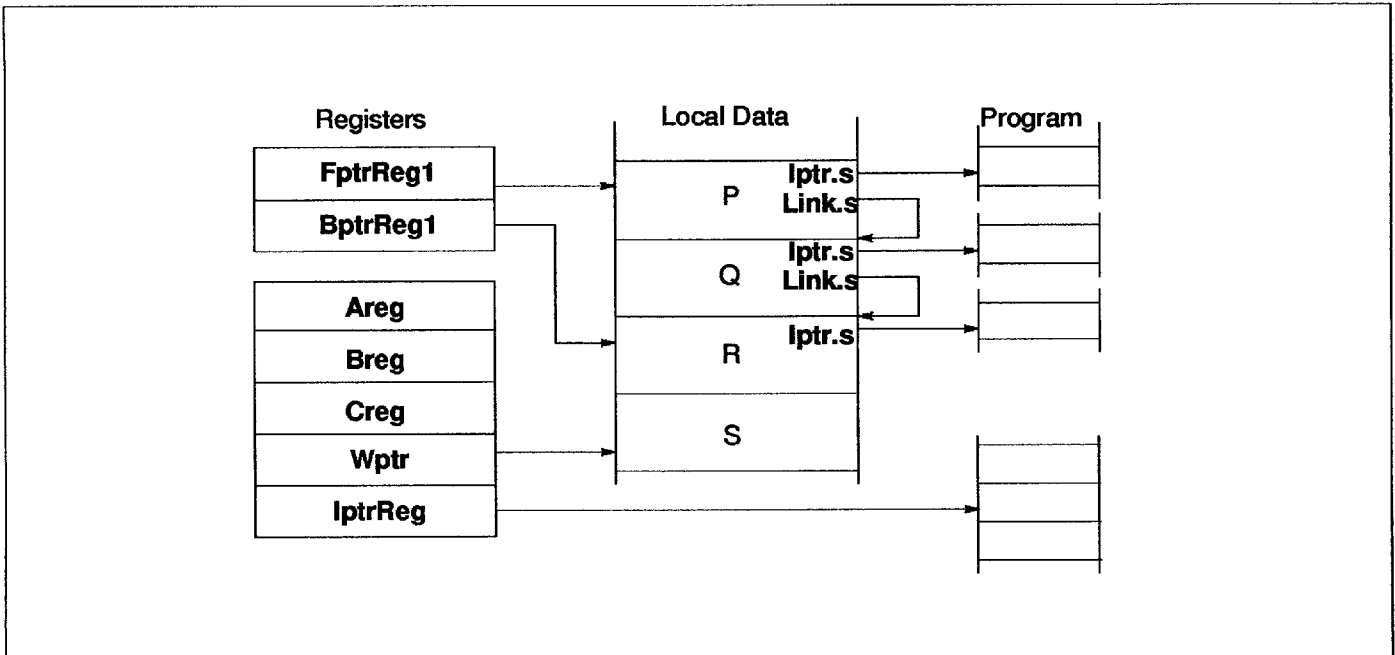 Registers
FptrReg1
BptrReg1
Areg
Breg
Creg
Wptr
IptrReg
Local Data
P
Iptr.s
Link.s
Q
Iptr.s
Link.s
R
Iptr.s
S
Program